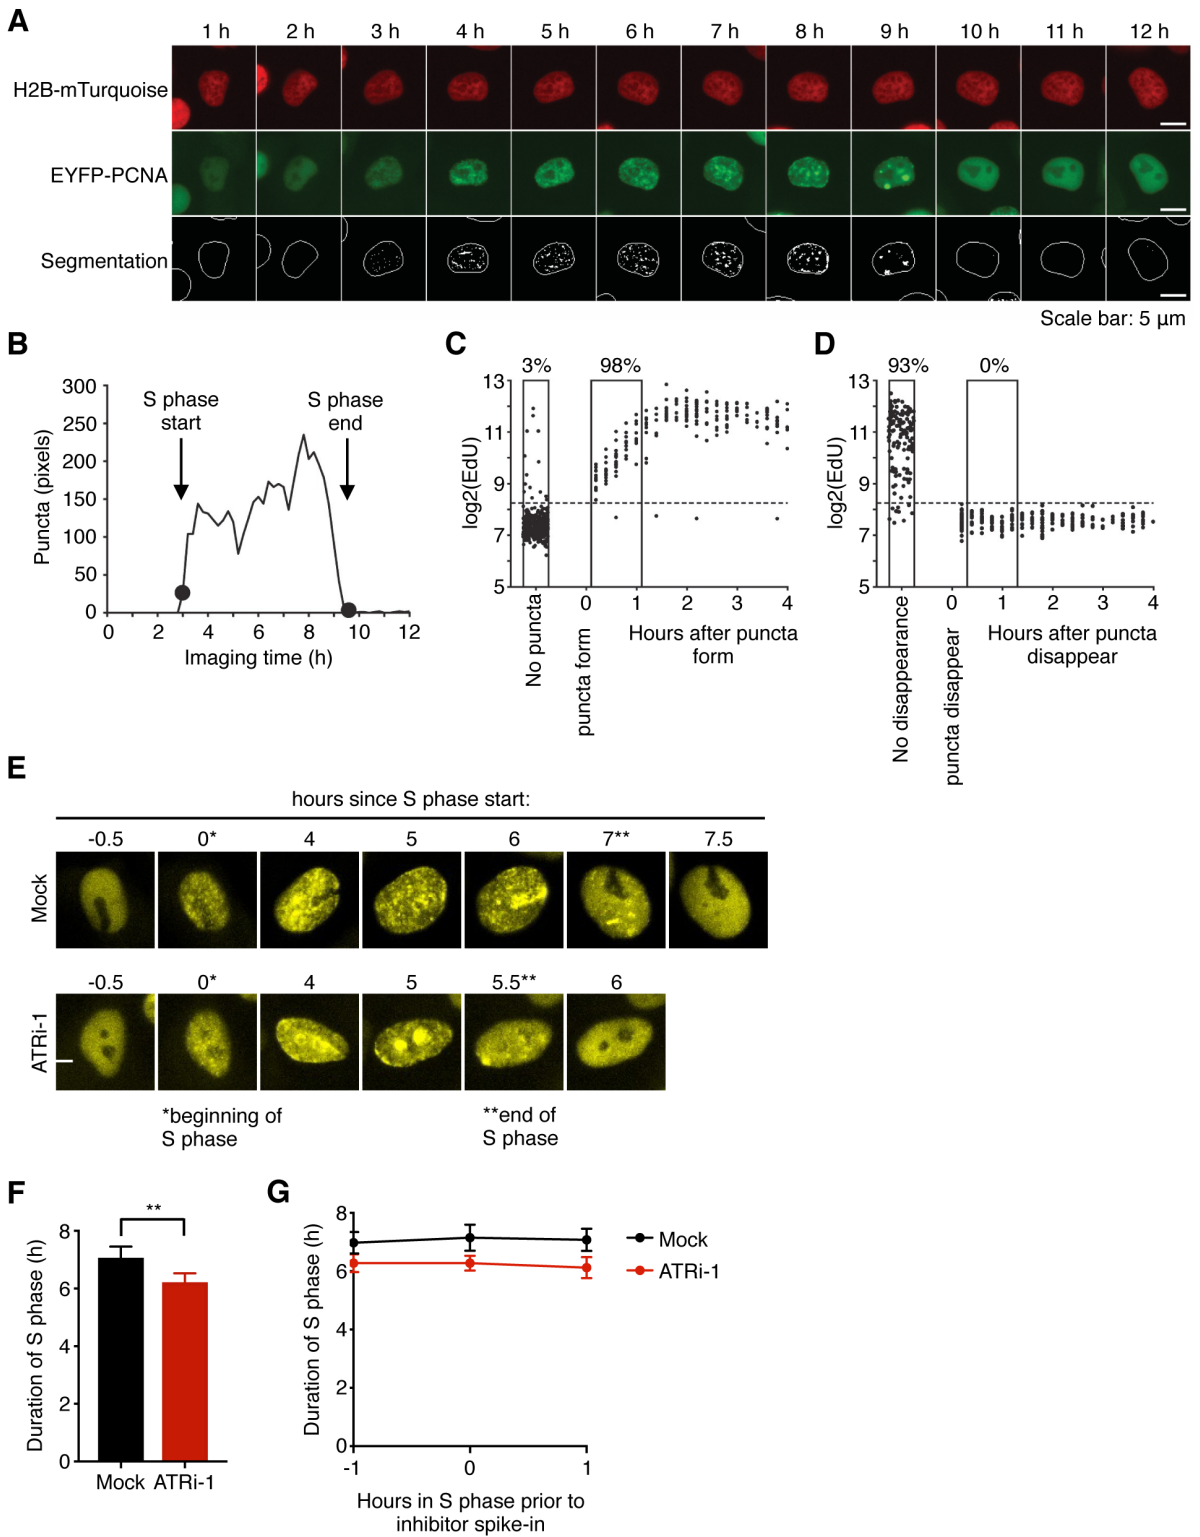 A
1 h 2 h 3 h 4 h 5 h 6 h 7 h 8 h 9 h 10 h 11 h 12 h
H2B-mTurquoise
EYFP-PCNA
Segmentation
Scale bar: 5 µm
B
300
250
200
150
100
50
0
Puncta (pixels)
S phase
start
S phase
end
0 2 4 6 8 10 12
Imaging time (h)
C
3% 98%
13
11
9
7
5
log2(EdU)
No puncta
puncta form
0 1 2 3 4
Hours after puncta
form
D
93% 0%
13
11
9
7
5
log2(EdU)
No disappearance
puncta disappear
0 1 2 3 4
Hours after puncta
disappear
E
hours since S phase start:
-0.5 0* 4 5 6 7** 7.5
Mock
-0.5 0* 4 5 5.5** 6
ATRi-1
*beginning of
S phase
**end of
S phase
F
**
8
6
4
2
0
Duration of S phase (h)
Mock ATRi-1
G
8
6
4
2
0
Duration of S phase (h)
-1 0 1
Hours in S phase prior to
inhibitor spike-in
Mock
ATRi-1